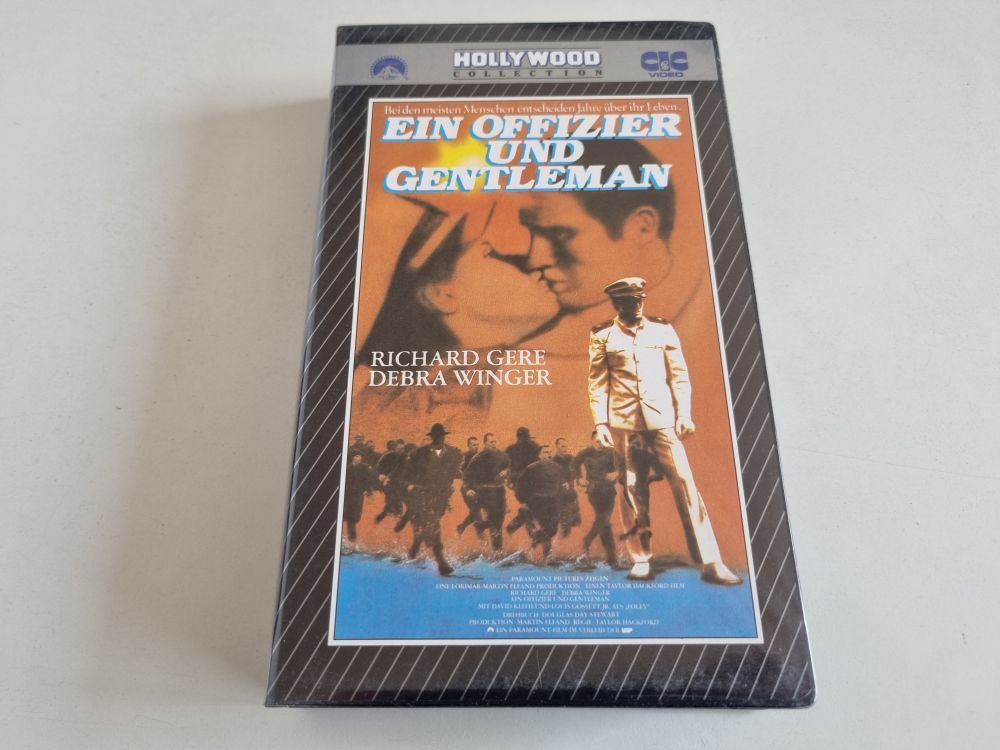 HOLLYWOOD
COLLECTION
CIC
VIDEO
Bei den meisten Menschen entscheiden Jahre über ihr Leben.
EIN OFFIZIER
UND
GENTLEMAN
RICHARD GERE
DEBRA WINGER
PARAMOUNT PICTURES ZEIGEN
EINE LORIMAR-MARTIN ELFAND PRODUKTION · EINEN TAYLOR HACKFORD FILM
RICHARD GERE · DEBRA WINGER
EIN OFFIZIER UND GENTLEMAN
MIT DAVID KEITH UND LOUIS GOSSETT, JR. ALS „FOLEY"
DREHBUCH: DOUGLAS DAY STEWART
PRODUKTION: MARTIN ELFAND REGIE: TAYLOR HACKFORD
EIN PARAMOUNT-FILM IM VERLEIH DER UIP